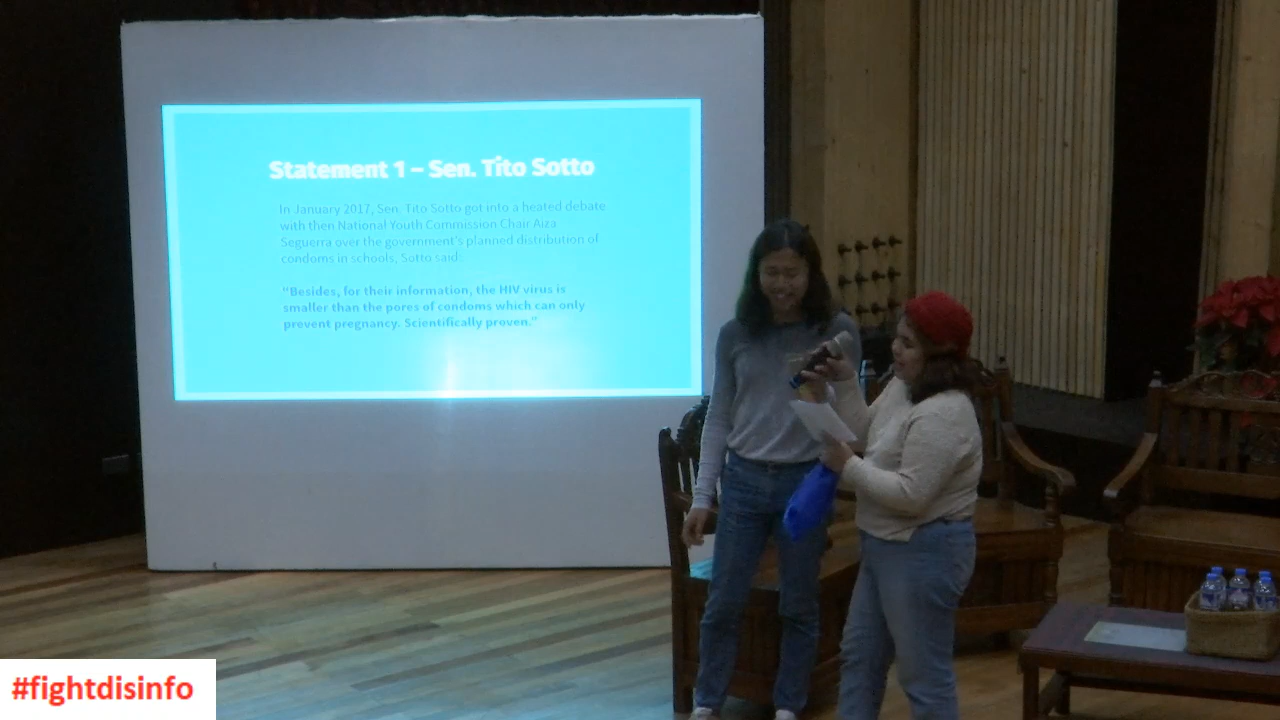 Statement 1 – Sen. Tito Sotto
In January 2017, Sen. Tito Sotto got into a heated debate
with then National Youth Commission Chair Aiza
Seguerra over the government's planned distribution of
condoms in schools, Sotto said:
"Besides, for their information, the HIV virus is
smaller than the pores of condoms which can only
prevent pregnancy. Scientifically proven."
#fightdisinfo